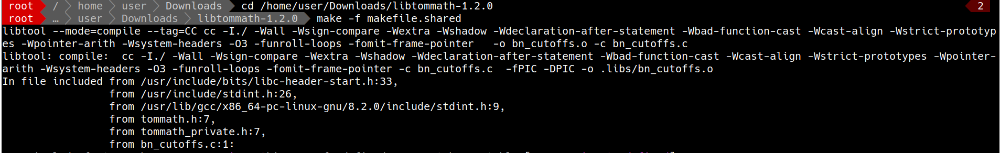 root / home user Downloads cd /home/user/Downloads/libtommath-1.2.0 2
root … user Downloads libtommath-1.2.0 make -f makefile.shared
libtool --mode=compile --tag=CC cc -I./ -Wall -Wsign-compare -Wextra -Wshadow -Wdeclaration-after-statement -Wbad-function-cast -Wcast-align -Wstrict-prototyp
es -Wpointer-arith -Wsystem-headers -O3 -funroll-loops -fomit-frame-pointer   -o bn_cutoffs.o -c bn_cutoffs.c
libtool: compile:  cc -I./ -Wall -Wsign-compare -Wextra -Wshadow -Wdeclaration-after-statement -Wbad-function-cast -Wcast-align -Wstrict-prototypes -Wpointer-
arith -Wsystem-headers -O3 -funroll-loops -fomit-frame-pointer -c bn_cutoffs.c  -fPIC -DPIC -o .libs/bn_cutoffs.o
In file included from /usr/include/bits/libc-header-start.h:33,
                 from /usr/include/stdint.h:26,
                 from /usr/lib/gcc/x86_64-pc-linux-gnu/8.2.0/include/stdint.h:9,
                 from tommath.h:7,
                 from tommath_private.h:7,
                 from bn_cutoffs.c:1: